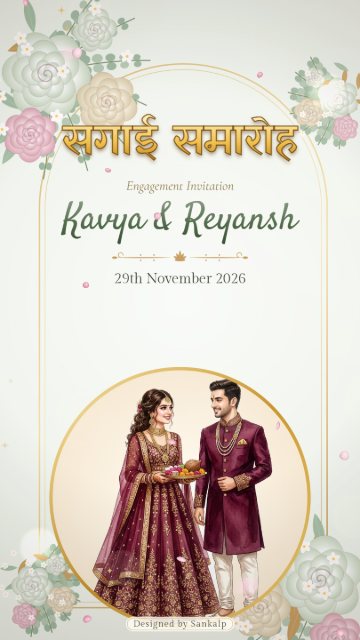 सगाई समारोह
Engagement Invitation
Kavya & Reyansh
29th November 2026
Designed by Sankalp